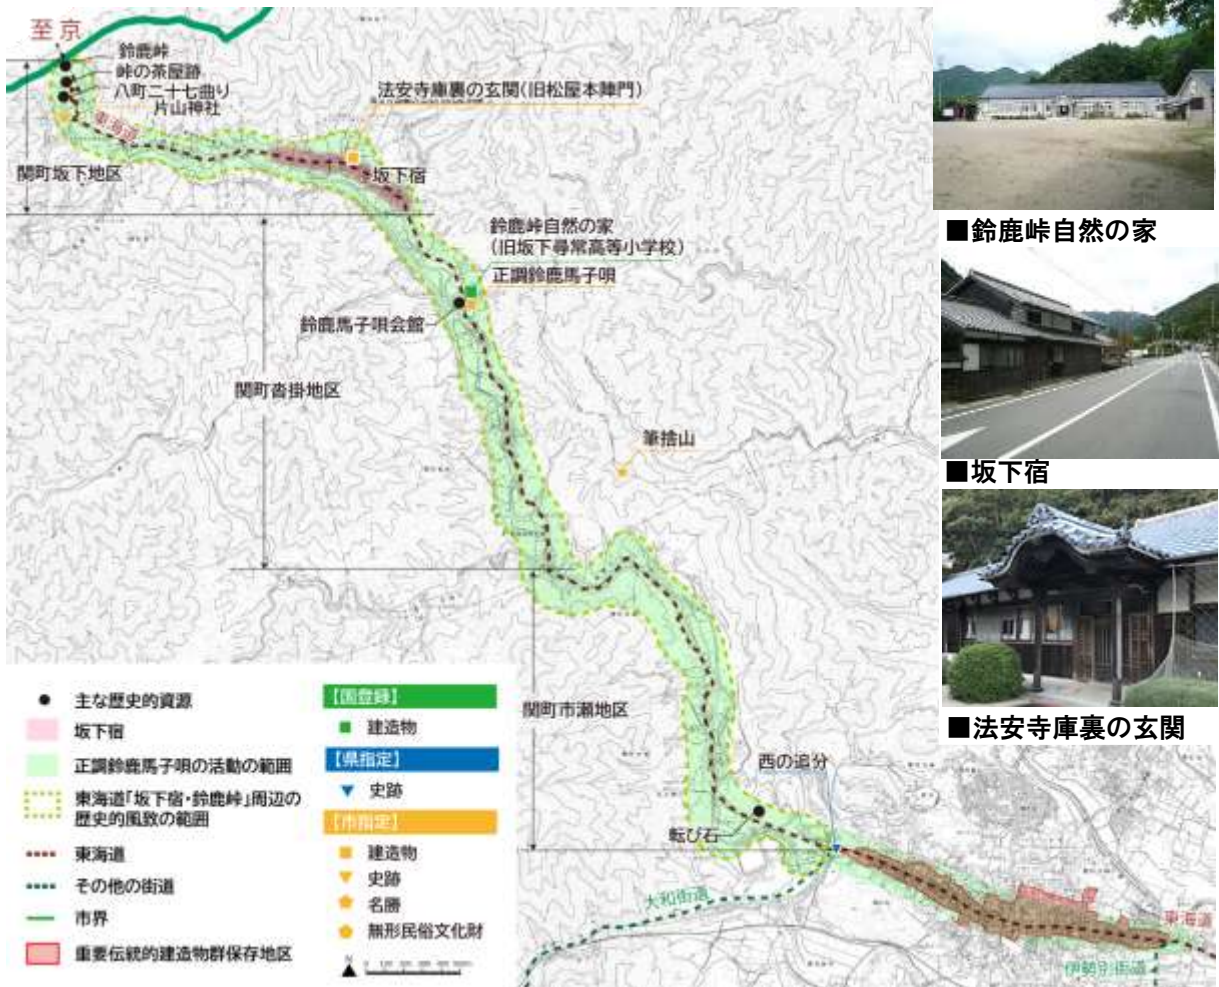 至京
鈴鹿峠
峠の茶屋跡
八町二十七曲り
片山神社
東海道
法安寺庫裏の玄関(旧松屋本陣門)
関町坂下地区
坂下宿
鈴鹿峠自然の家
(旧坂下尋常高等小学校)
正調鈴鹿馬子唄
鈴鹿馬子唄会館
関町沓掛地区
筆捨山
関町市瀬地区
西の追分
転び石
大和街道
東海道
伊勢別街道
■鈴鹿峠自然の家
■坂下宿
■法安寺庫裏の玄関
主な歴史的資源
坂下宿
正調鈴鹿馬子唄の活動の範囲
東海道「坂下宿・鈴鹿峠」周辺の
歴史的風致の範囲
東海道
その他の街道
市界
重要伝統的建造物群保存地区
【国登録】
建造物
【県指定】
史跡
【市指定】
建造物
史跡
名勝
無形民俗文化財
N